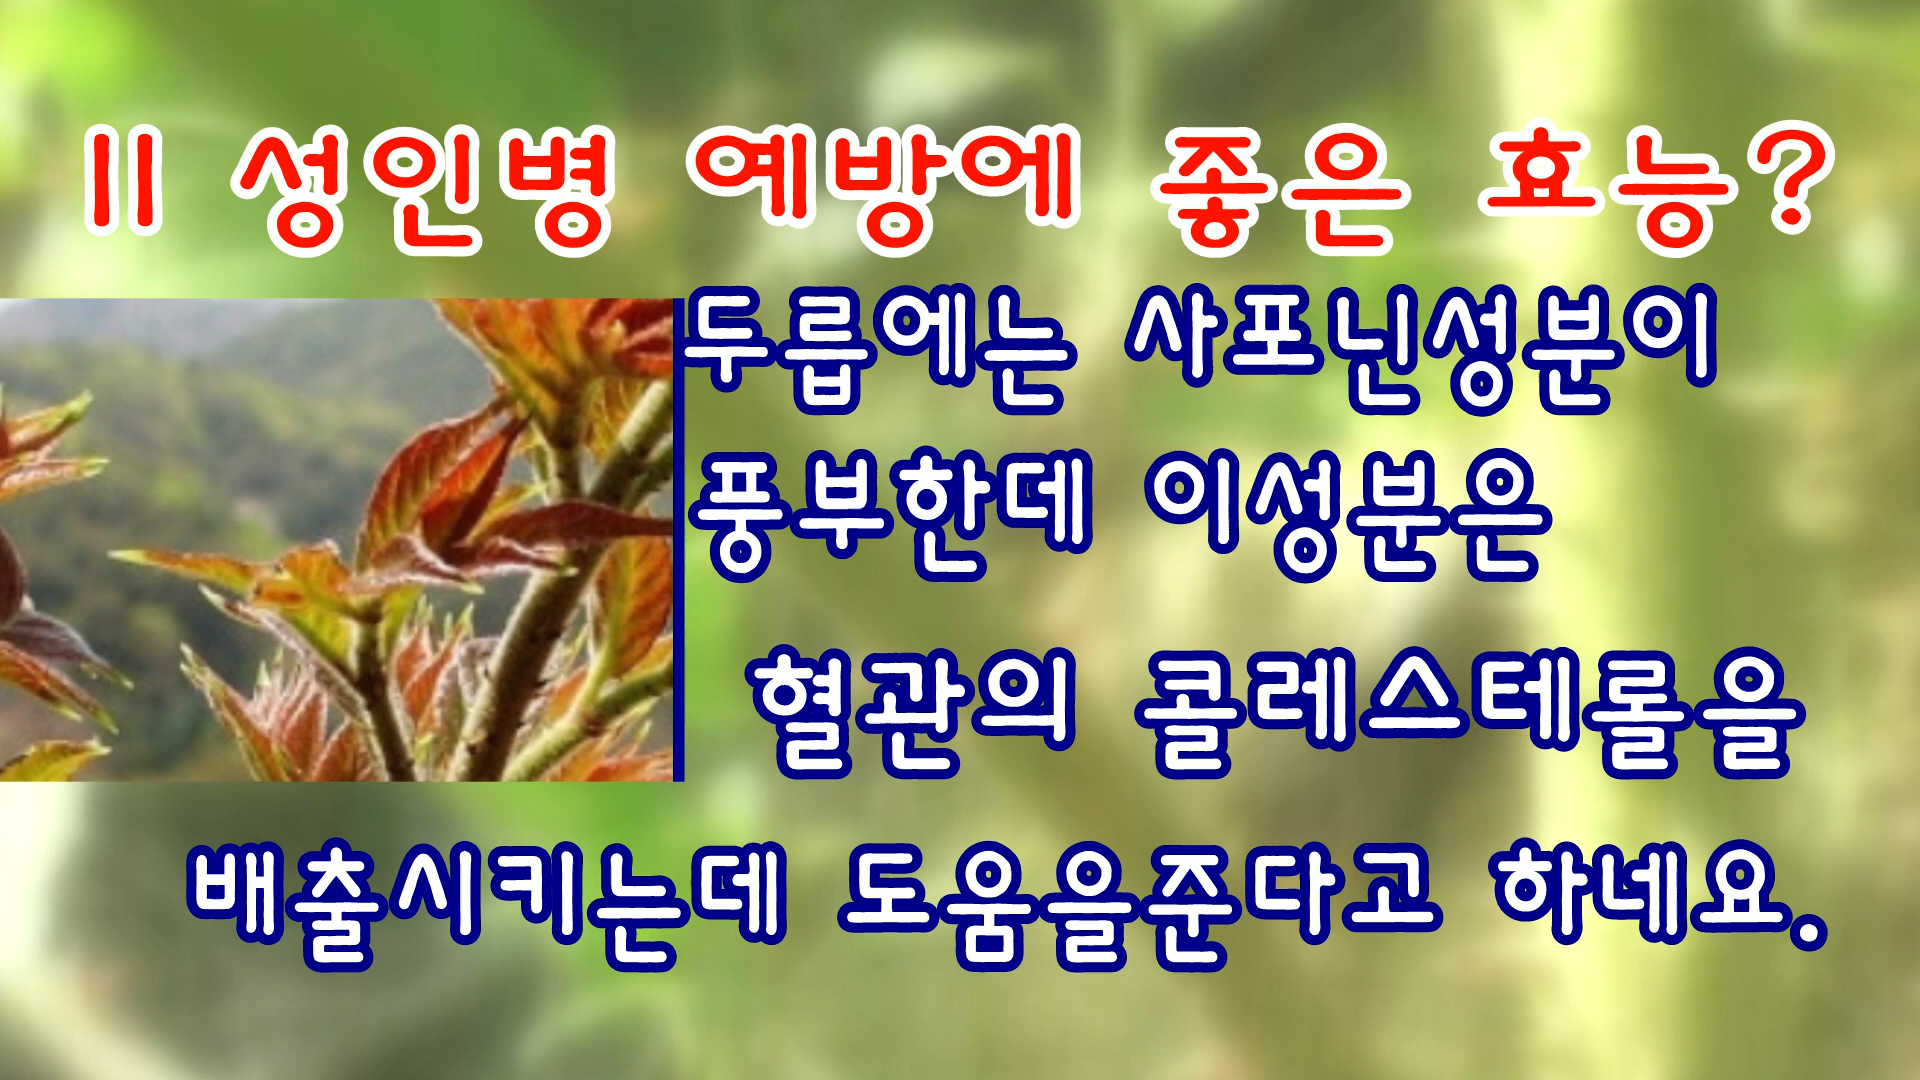 II 성인병 예방에 좋은 효능?
두릅에는 사포닌성분이
풍부한데 이성분은
혈관의 콜레스테롤을
배출시키는데 도움을준다고 하네요.